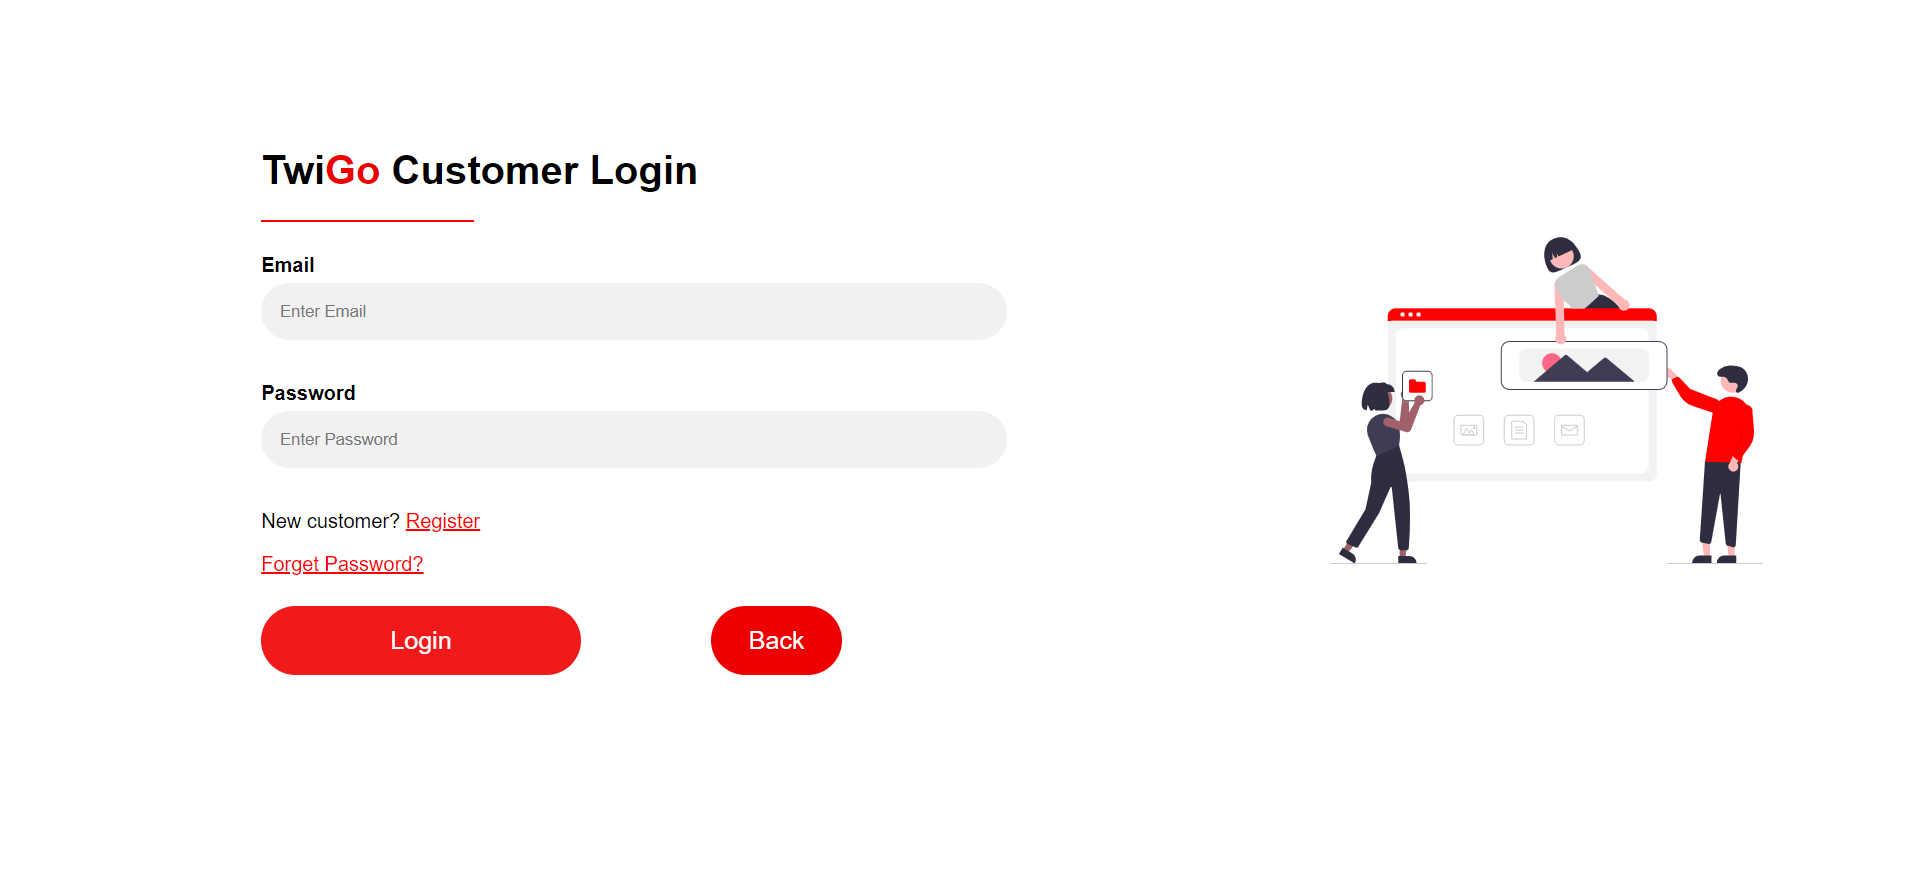 TwiGo Customer Login
Email
Enter Email
Password
Enter Password
New customer? Register
Forget Password?
Login
Back